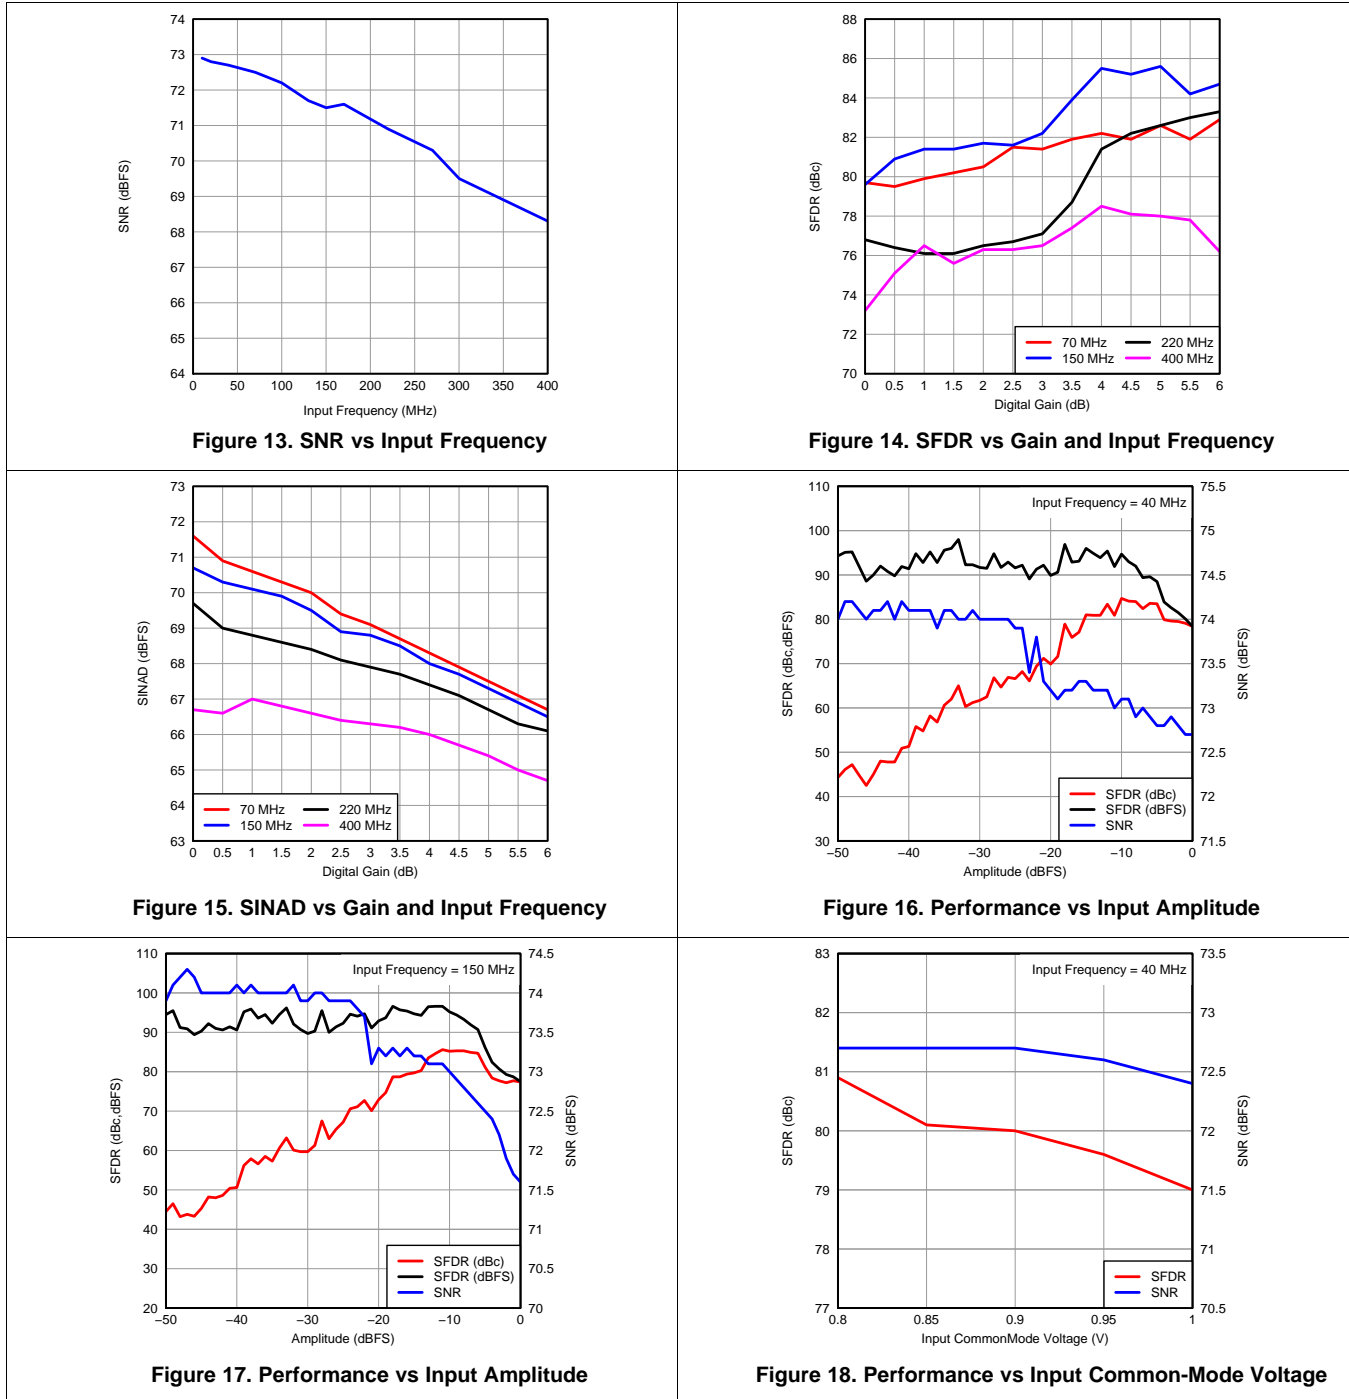 74
73
72
71
70
69
68
67
66
65
64
SNR (dBFS)
0 50 100 150 200 250 300 350 400
Input Frequency (MHz)
Figure 13. SNR vs Input Frequency
88
86
84
82
80
78
76
74
72
70
SFDR (dBc)
70 MHz 220 MHz
150 MHz 400 MHz
0 0.5 1 1.5 2 2.5 3 3.5 4 4.5 5 5.5 6
Digital Gain (dB)
Figure 14. SFDR vs Gain and Input Frequency
73
72
71
70
69
68
67
66
65
64
63
SINAD (dBFS)
70 MHz 220 MHz
150 MHz 400 MHz
0 0.5 1 1.5 2 2.5 3 3.5 4 4.5 5 5.5 6
Digital Gain (dB)
Figure 15. SINAD vs Gain and Input Frequency
110
100
90
80
70
60
50
40
30
SFDR (dBc,dBFS)
Input Frequency = 40 MHz
75.5
75
74.5
74
73.5
73
72.5
72
71.5
SNR (dBFS)
SFDR (dBc)
SFDR (dBFS)
SNR
−50 −40 −30 −20 −10 0
Amplitude (dBFS)
Figure 16. Performance vs Input Amplitude
110
100
90
80
70
60
50
40
30
20
SFDR (dBc,dBFS)
Input Frequency = 150 MHz
74.5
74
73.5
73
72.5
72
71.5
71
70.5
70
SNR (dBFS)
SFDR (dBc)
SFDR (dBFS)
SNR
−50 −40 −30 −20 −10 0
Amplitude (dBFS)
Figure 17. Performance vs Input Amplitude
83
82
81
80
79
78
77
SFDR (dBc)
Input Frequency = 40 MHz
73.5
73
72.5
72
71.5
71
70.5
SNR (dBFS)
SFDR
SNR
0.8 0.85 0.9 0.95 1
Input CommonMode Voltage (V)
Figure 18. Performance vs Input Common-Mode Voltage